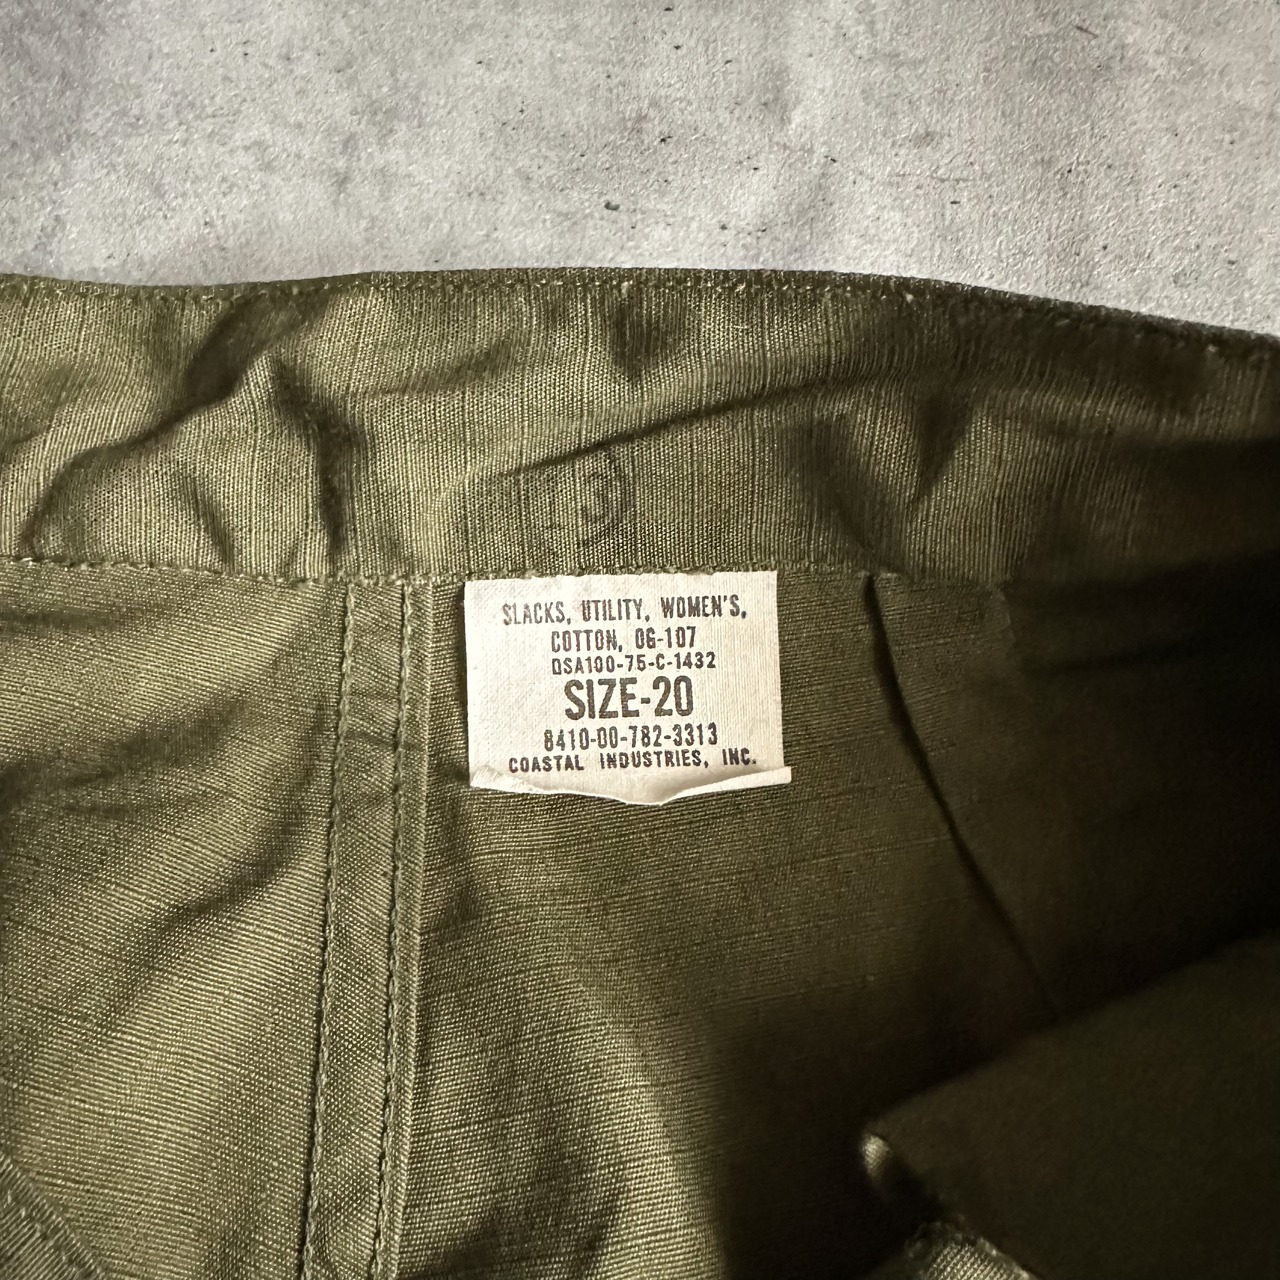 SLACKS, UTILITY, WOMEN'S,
COTTON, OG-107
DSA100-75-C-1432
SIZE-20
8410-00-782-3313
COASTAL INDUSTRIES, INC.